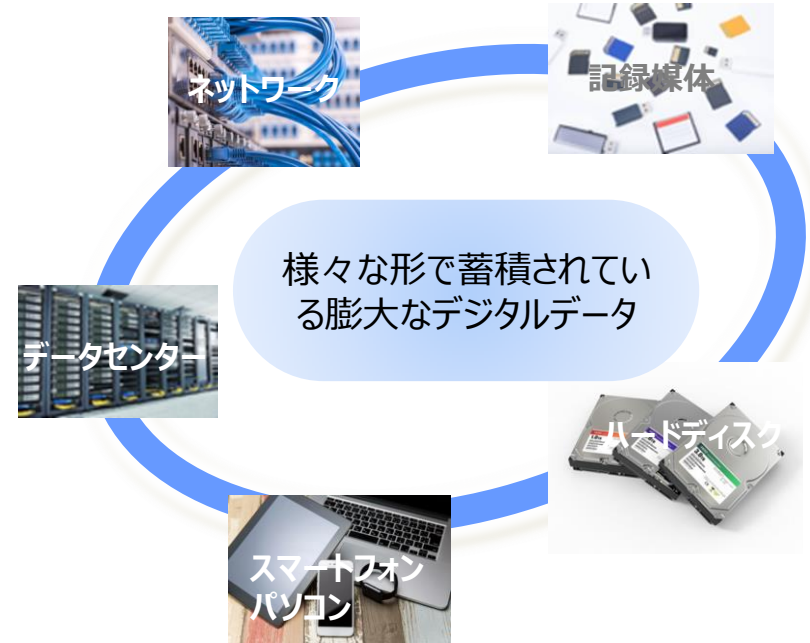 ネットワーク
記録媒体
様々な形で蓄積されてい
る膨大なデジタルデータ
データセンター
ハードディスク
スマートフォン
パソコン